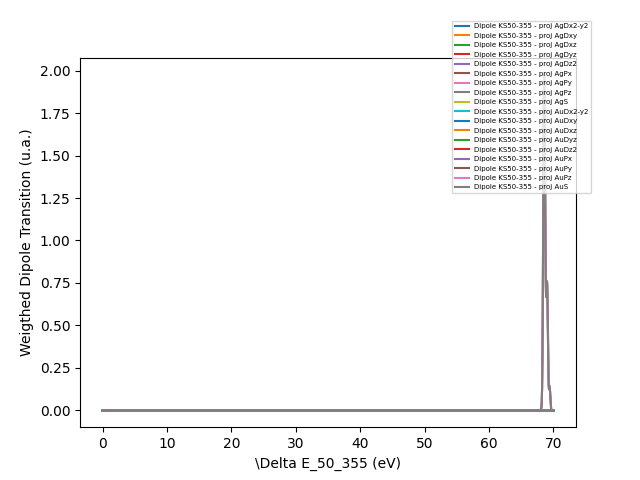 Dipole KS50-355 - proj AgDx2-y2
Dipole KS50-355 - proj AgDxy
Dipole KS50-355 - proj AgDxz
Dipole KS50-355 - proj AgDyz
Dipole KS50-355 - proj AgDz2
Dipole KS50-355 - proj AgPx
Dipole KS50-355 - proj AgPy
Dipole KS50-355 - proj AgPz
Dipole KS50-355 - proj AgS
Dipole KS50-355 - proj AuDx2-y2
Dipole KS50-355 - proj AuDxy
Dipole KS50-355 - proj AuDxz
Dipole KS50-355 - proj AuDyz
Dipole KS50-355 - proj AuDz2
Dipole KS50-355 - proj AuPx
Dipole KS50-355 - proj AuPy
Dipole KS50-355 - proj AuPz
Dipole KS50-355 - proj AuS
Weigthed Dipole Transition (u.a.)
2.00
1.75
1.50
1.25
1.00
0.75
0.50
0.25
0.00
0 10 20 30 40 50 60 70
\Delta E_50_355 (eV)